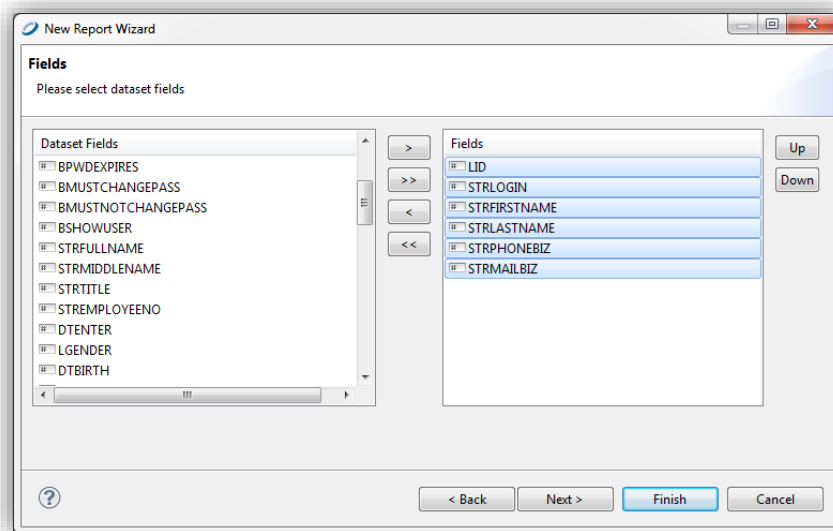 New Report Wizard
Fields
Please select dataset fields
Dataset Fields
BPWDEXPIRES
BMUSTCHANGEPASS
BMUSTNOTCHANGEPASS
BSHOWUSER
STRFULLNAME
STRMIDDLENAME
STRTITLE
STREMPLOYEENO
DTENTER
LGENDER
DTBIRTH
>
>>
<
<<
Fields
LID
STRLOGIN
STRFIRSTNAME
STRLASTNAME
STRPHONEBIZ
STRMAILBIZ
Up
Down
?
< Back
Next >
Finish
Cancel